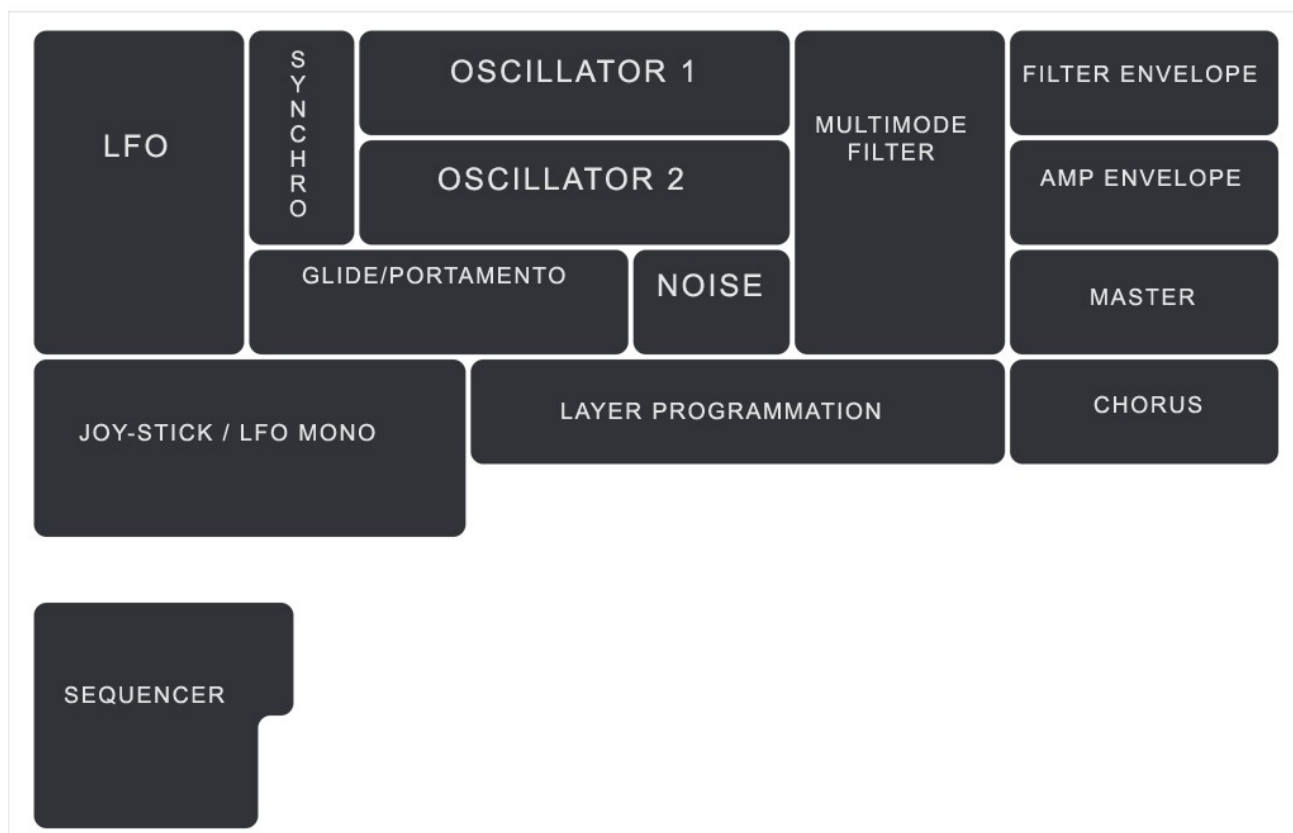 LFO
SYNCHRO
OSCILLATOR 1
OSCILLATOR 2
MULTIMODE
FILTER
FILTER ENVELOPE
AMP ENVELOPE
GLIDE/PORTAMENTO
NOISE
MASTER
JOY-STICK / LFO MONO
LAYER PROGRAMMATION
CHORUS
SEQUENCER